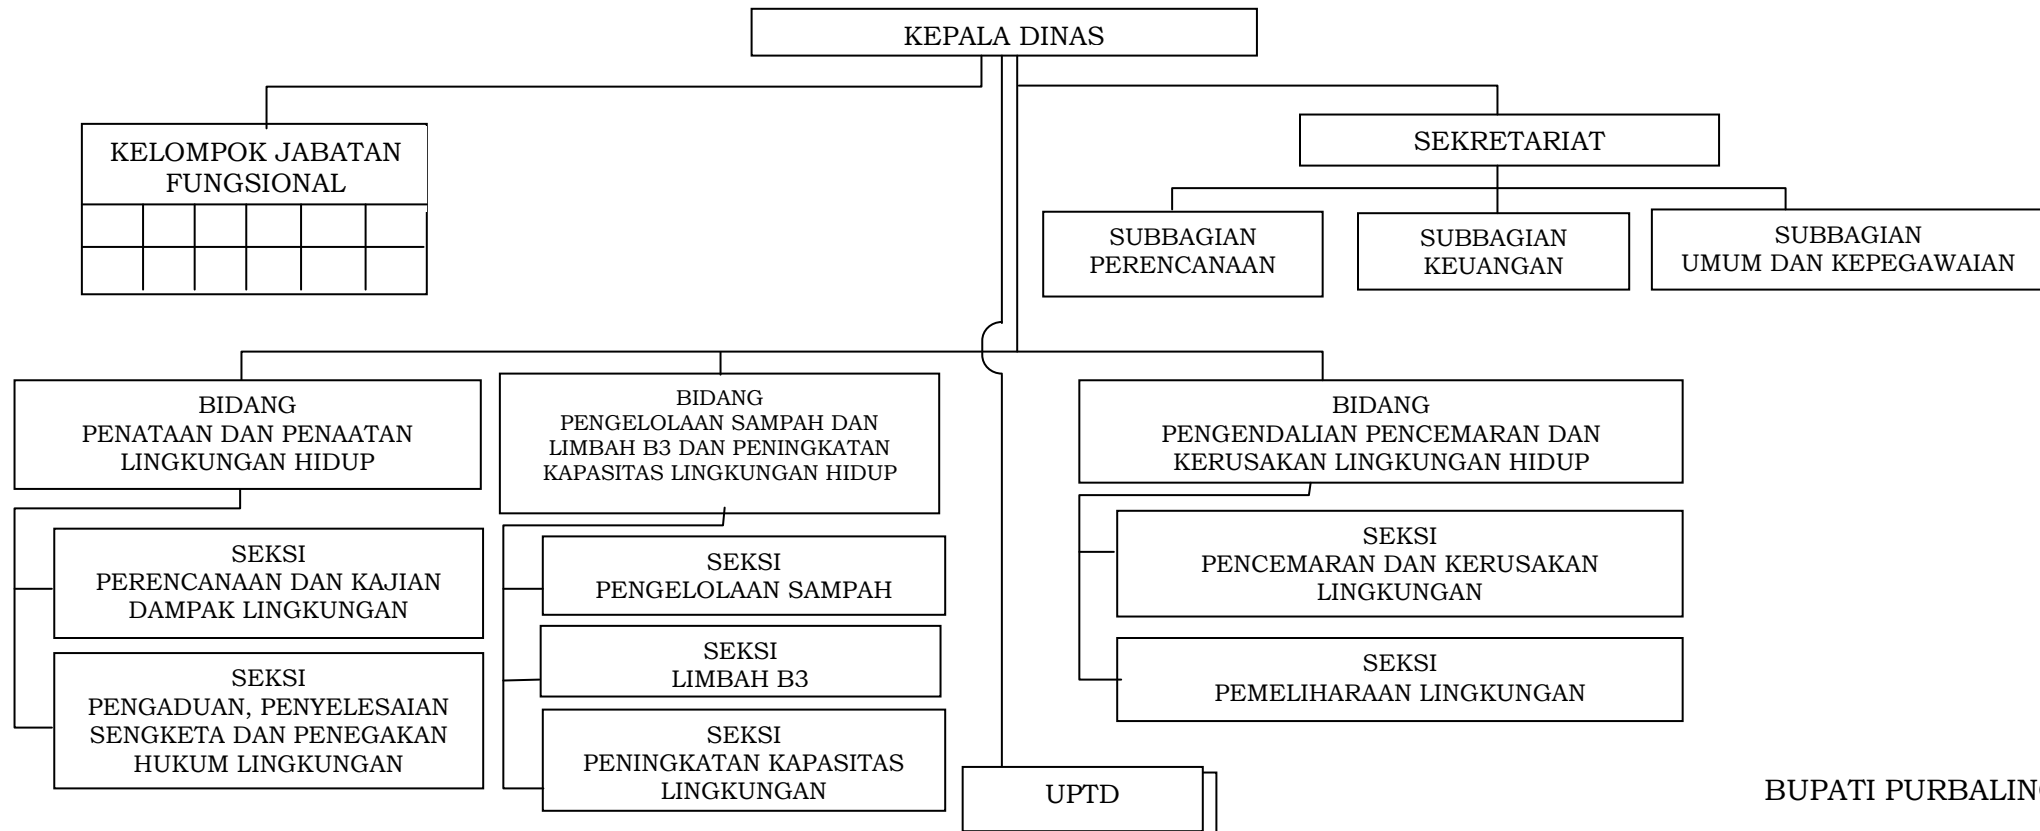 KEPALA DINAS
KELOMPOK JABATAN
FUNGSIONAL
SEKRETARIAT
SUBBAGIAN
PERENCANAAN
SUBBAGIAN
KEUANGAN
SUBBAGIAN
UMUM DAN KEPEGAWAIAN
BIDANG
PENATAAN DAN PENAATAN
LINGKUNGAN HIDUP
BIDANG
PENGELOLAAN SAMPAH DAN
LIMBAH B3 DAN PENINGKATAN
KAPASITAS LINGKUNGAN HIDUP
BIDANG
PENGENDALIAN PENCEMARAN DAN
KERUSAKAN LINGKUNGAN HIDUP
SEKSI
PERENCANAAN DAN KAJIAN
DAMPAK LINGKUNGAN
SEKSI
PENGADUAN, PENYELESAIAN
SENGKETA DAN PENEGAKAN
HUKUM LINGKUNGAN
SEKSI
PENGELOLAAN SAMPAH
SEKSI
LIMBAH B3
SEKSI
PENINGKATAN KAPASITAS
LINGKUNGAN
SEKSI
PENCEMARAN DAN KERUSAKAN
LINGKUNGAN
SEKSI
PEMELIHARAAN LINGKUNGAN
UPTD
BUPATI